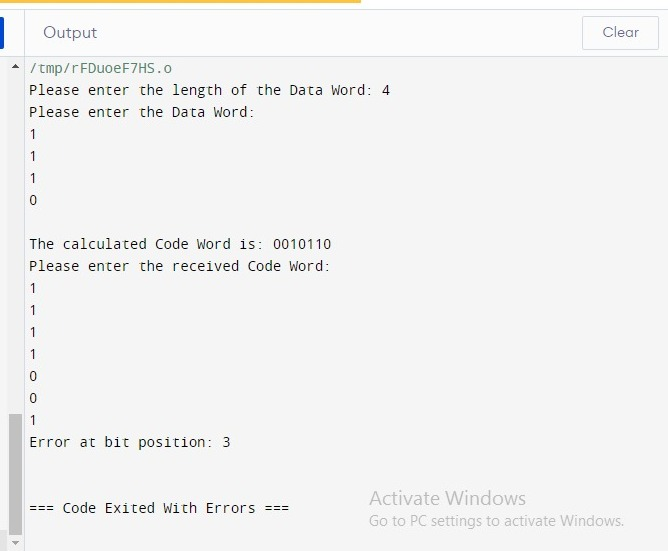 Output
Clear
/tmp/rFDuoeF7HS.o
Please enter the length of the Data Word: 4
Please enter the Data Word:
1
1
1
0
The calculated Code Word is: 0010110
Please enter the received Code Word:
1
1
1
1
0
0
1
Error at bit position: 3
=== Code Exited With Errors ===
Activate Windows
Go to PC settings to activate Windows.